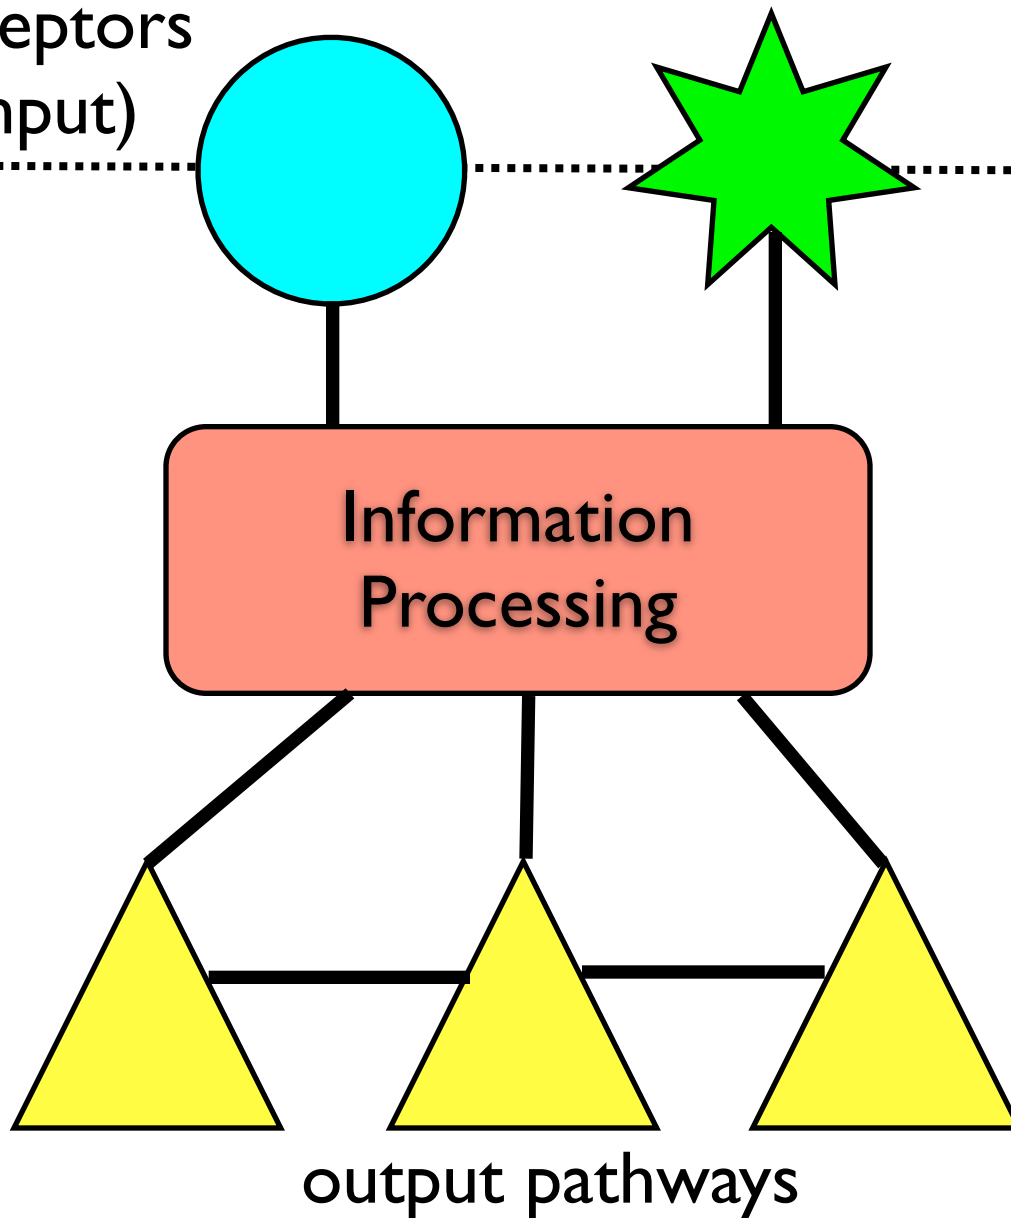 eptors
nput)
Information
Processing
output pathways